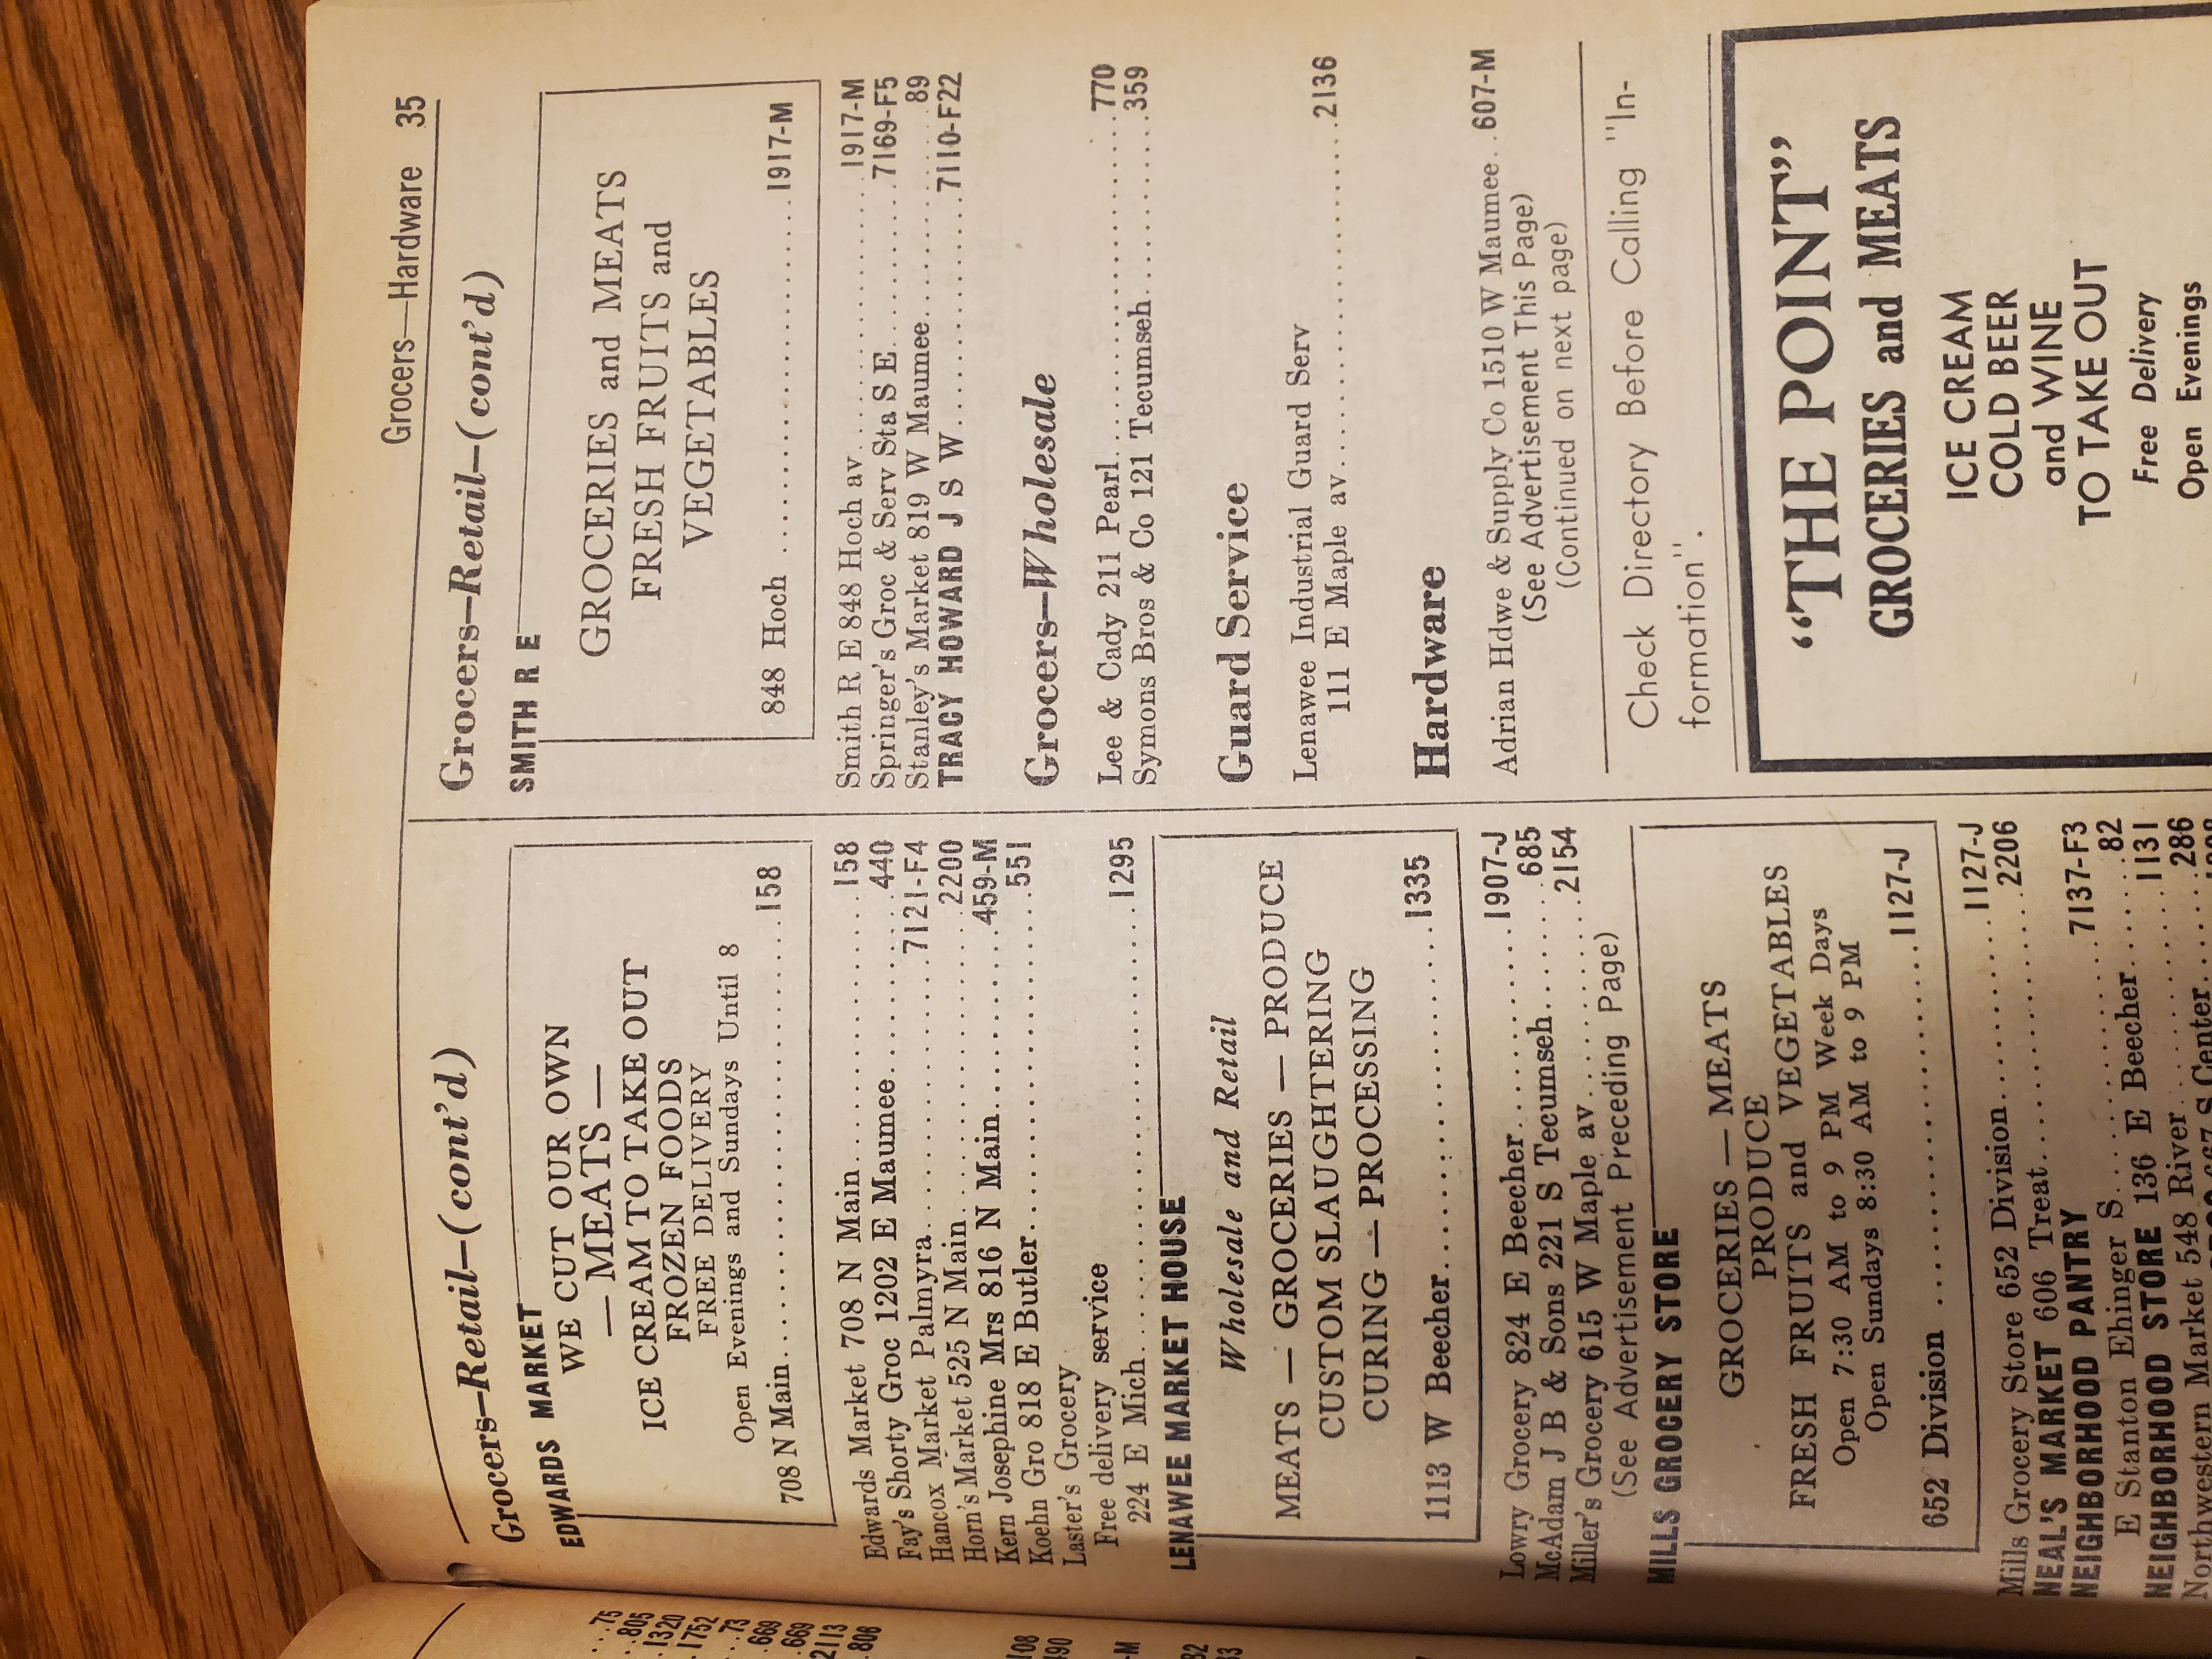 Grocers—Hardware 35
Grocers—Retail—(cont'd)
EDWARDS MARKET
WE CUT OUR OWN
— MEATS —
ICE CREAM TO TAKE OUT
FROZEN FOODS
FREE DELIVERY
Open Evenings and Sundays Until 8
708 N Main..................158
Edwards Market 708 N Main............158
Fay's Shorty Groc 1202 E Maumee........440
Hancox Market Palmyra..............7121-F4
Horn's Market 525 N Main............2200
Kern Josephine Mrs 816 N Main......459-M
Koehn Gro 818 E Butler............551
Laster's Grocery
Free delivery service
224 E Mich..................1295
LENAWEE MARKET HOUSE
Wholesale and Retail
MEATS — GROCERIES — PRODUCE
CUSTOM SLAUGHTERING
CURING — PROCESSING
1113 W Beecher................1335
Lowry Grocery 824 E Beecher........1907-J
McAdam J B & Sons 221 S Tecumseh......685
Miller's Grocery 615 W Maple av........2154
(See Advertisement Preceding Page)
MILLS GROCERY STORE
GROCERIES — MEATS
PRODUCE
FRESH FRUITS and VEGETABLES
Open 7:30 AM to 9 PM Week Days
Open Sundays 8:30 AM to 9 PM
652 Division ................1127-J
Mills Grocery Store 652 Division........1127-J
NEAL'S MARKET 606 Treat............2206
NEIGHBORHOOD PANTRY
E Stanton Ehinger S............7137-F3
NEIGHBORHOOD STORE 136 E Beecher......82
Northwestern Market 548 River........1131
S Center......286
Grocers—Retail—(cont'd)
SMITH R E
GROCERIES and MEATS
FRESH FRUITS and
VEGETABLES
848 Hoch ..................1917-M
Smith R E 848 Hoch av............1917-M
Springer's Groc & Serv Sta S E........7169-F5
Stanley's Market 819 W Maumee........89
TRACY HOWARD J S W............7110-F22
Grocers—Wholesale
Lee & Cady 211 Pearl................770
Symons Bros & Co 121 Tecumseh........359
Guard Service
Lenawee Industrial Guard Serv
111 E Maple av................2136
Hardware
Adrian Hdwe & Supply Co 1510 W Maumee..607-M
(See Advertisement This Page)
(Continued on next page)
Check Directory Before Calling "In-
formation".
"THE POINT"
GROCERIES and MEATS
ICE CREAM
COLD BEER
and WINE
TO TAKE OUT
Free Delivery
Open Evenings
...75
..805
.1320
.1752
...73
.669
.669
2113
.808